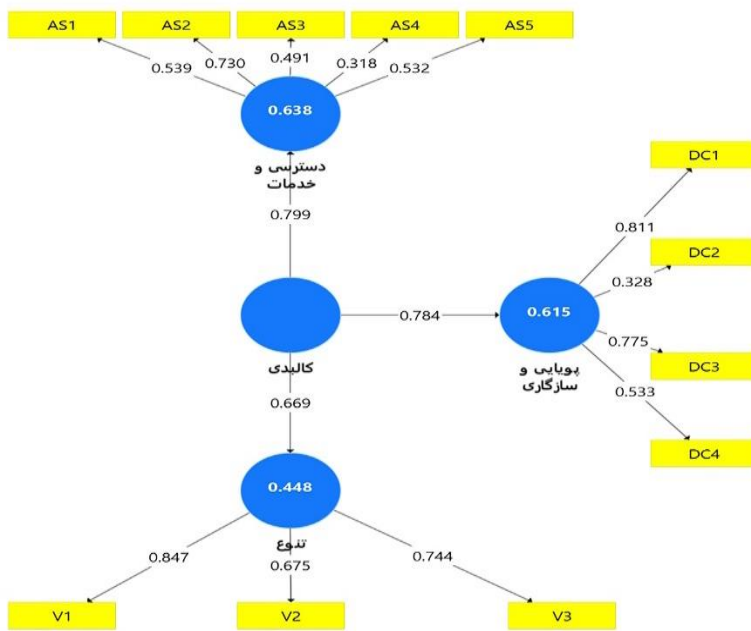 AS1 AS2 AS3 AS4 AS5
0.539 0.730 0.491 0.318 0.532
0.638
دسترسی و
خدمات
0.799
DC1
0.811
DC2
0.328
0.784
0.615
0.775
DC3
کالبدی
پویایی و
سازگاری
0.533
0.669
DC4
0.448
تنوع
0.847 0.675 0.744
V1 V2 V3